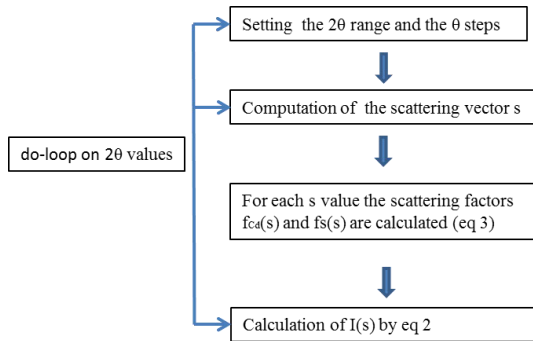 Setting the 2θ range and the θ steps
Computation of the scattering vector s
do-loop on 2θ values
For each s value the scattering factors
fCd(s) and fs(s) are calculated (eq 3)
Calculation of I(s) by eq 2